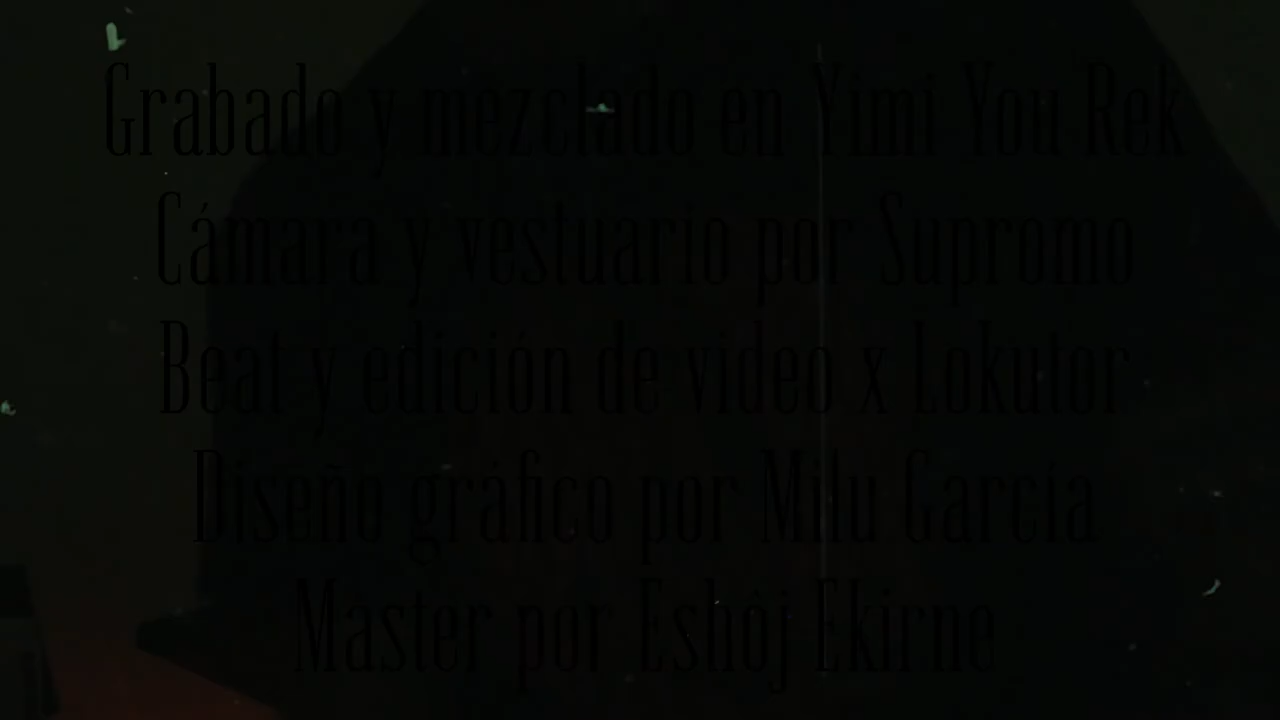 Grabado y mezclado en Yimi You Rek
Cámara y vestuario por Supromo
Beat y edición de video x Lokutor
Diseño gráfico por Milu García
Master por Eshôj Ekirne